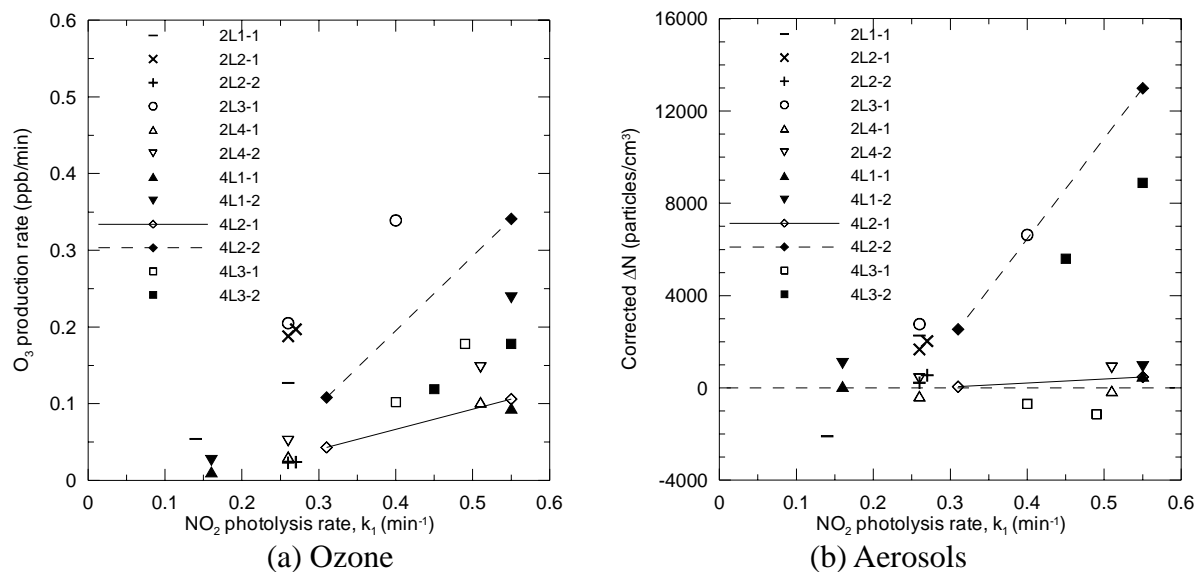 0.6
0.5
0.4
0.3
0.2
0.1
0
O₃ production rate (ppb/min)
2L1-1
2L2-1
2L2-2
2L3-1
2L4-1
2L4-2
4L1-1
4L1-2
4L2-1
4L2-2
4L3-1
4L3-2
0 0.1 0.2 0.3 0.4 0.5 0.6
NO₂ photolysis rate, k₁ (min⁻¹)
(a) Ozone
16000
12000
8000
4000
0
-4000
Corrected ΔN (particles/cm³)
2L1-1
2L2-1
2L2-2
2L3-1
2L4-1
2L4-2
4L1-1
4L1-2
4L2-1
4L2-2
4L3-1
4L3-2
0 0.1 0.2 0.3 0.4 0.5 0.6
NO₂ photolysis rate, k₁ (min⁻¹)
(b) Aerosols